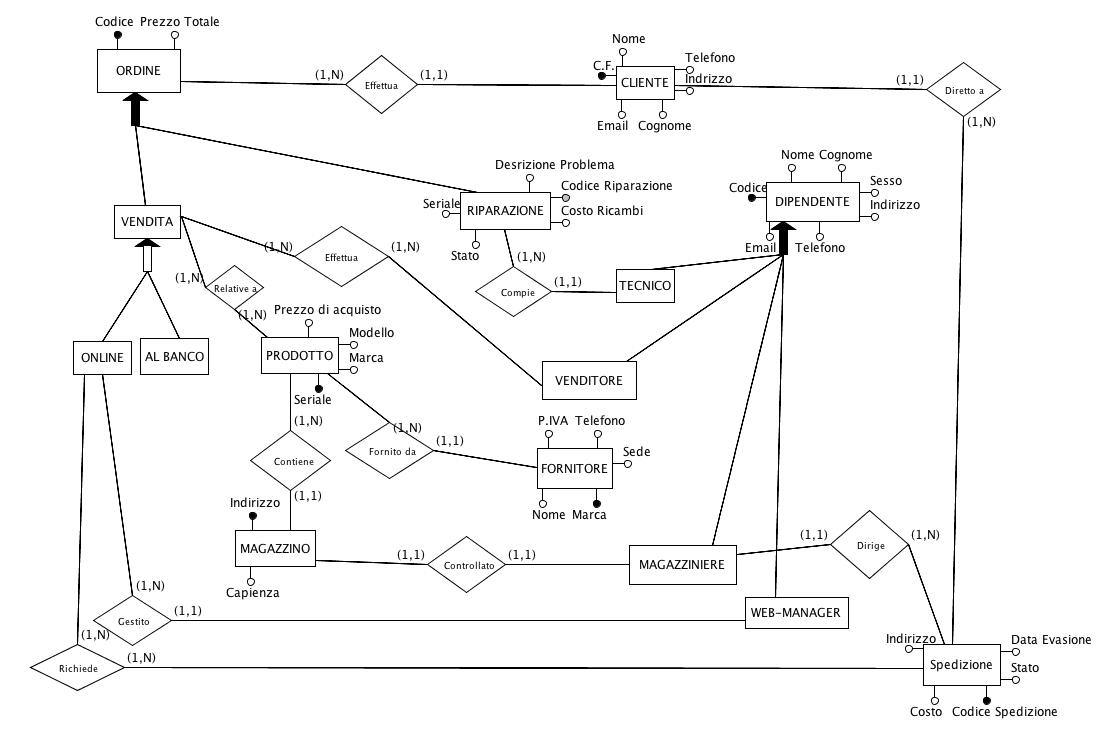 Codice Prezzo Totale
ORDINE
(1,N)
Effettua
(1,1)
Nome
C.F.
Telefono
Indirizzo
CLIENTE
Email Cognome
(1,1)
Diretto a
(1,N)
Desrizione Problema
Codice Riparazione
Seriale
RIPARAZIONE
Costo Ricambi
Stato
Nome Cognome
Codice
Sesso
DIPENDENTE
Indirizzo
Email Telefono
VENDITA
(1,N)
Effettua
(1,N)
(1,N)
Relative a
(1,N)
(1,N)
Compie
(1,1)
TECNICO
Prezzo di acquisto
Modello
PRODOTTO
Marca
Seriale
ONLINE
AL BANCO
VENDITORE
(1,N)
Contiene
(1,1)
(1,N)
Fornito da
(1,1)
P.IVA Telefono
Sede
FORNITORE
Nome Marca
Indirizzo
MAGAZZINO
Capienza
(1,1)
Controllato
(1,1)
MAGAZZINIERE
(1,1)
Dirige
(1,N)
(1,N)
Gestito
(1,1)
WEB-MANAGER
(1,N)
Richiede
(1,N)
Indirizzo
Data Evasione
Spedizione
Stato
Costo Codice Spedizione